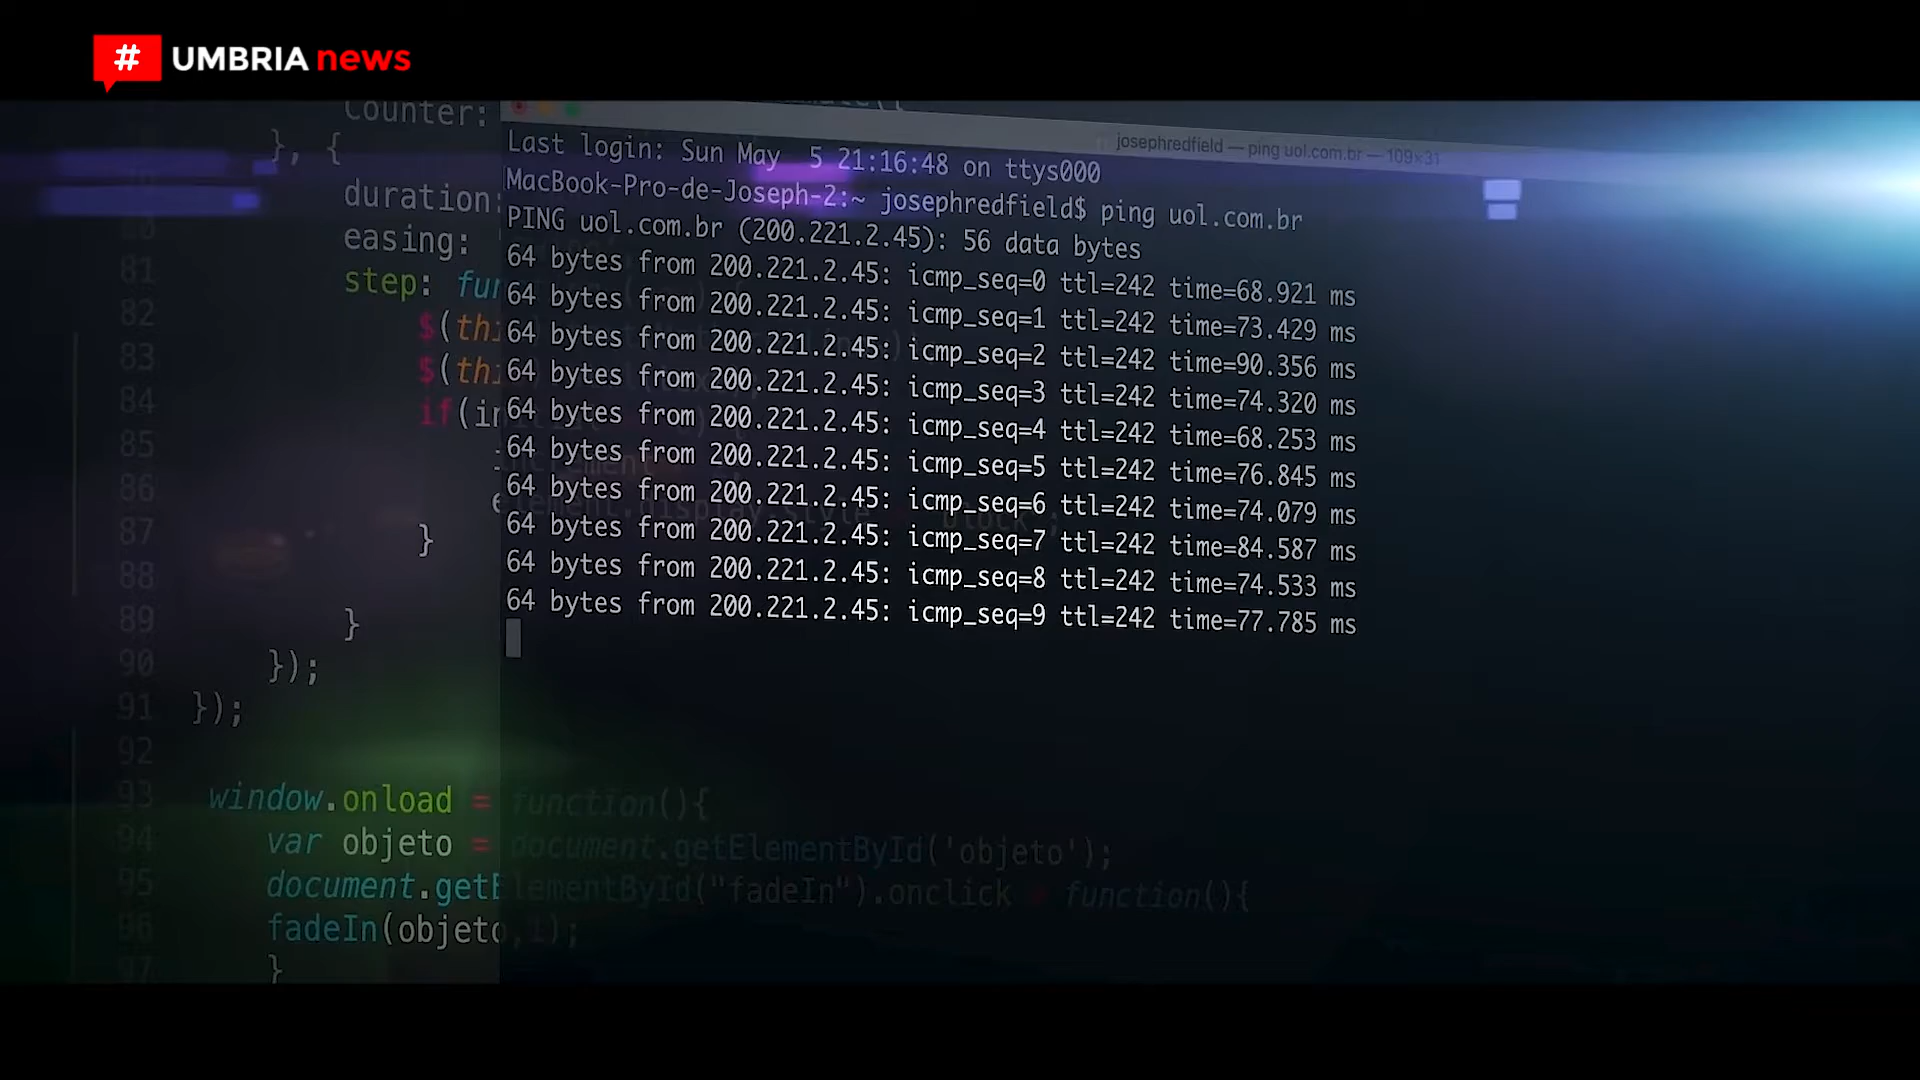 # UMBRIA news
Counter:
}, {
duration:
easing:
step: fun
$(thi
$(thi
if(in
}
}
});
});
window.onload = function(){
var objeto = document.getElementById('objeto');
document.getElementById("fadeIn").onclick = function(){
fadeIn(objeto,1);
}
81
82
83
84
85
86
87
88
89
90
91
92
93
94
95
96
97
josephredfield — ping uol.com.br — 109×31
Last login: Sun May 5 21:16:48 on ttys000
MacBook-Pro-de-Joseph-2:~ josephredfield$ ping uol.com.br
PING uol.com.br (200.221.2.45): 56 data bytes
64 bytes from 200.221.2.45: icmp_seq=0 ttl=242 time=68.921 ms
64 bytes from 200.221.2.45: icmp_seq=1 ttl=242 time=73.429 ms
64 bytes from 200.221.2.45: icmp_seq=2 ttl=242 time=90.356 ms
64 bytes from 200.221.2.45: icmp_seq=3 ttl=242 time=74.320 ms
64 bytes from 200.221.2.45: icmp_seq=4 ttl=242 time=68.253 ms
64 bytes from 200.221.2.45: icmp_seq=5 ttl=242 time=76.845 ms
64 bytes from 200.221.2.45: icmp_seq=6 ttl=242 time=74.079 ms
64 bytes from 200.221.2.45: icmp_seq=7 ttl=242 time=84.587 ms
64 bytes from 200.221.2.45: icmp_seq=8 ttl=242 time=74.533 ms
64 bytes from 200.221.2.45: icmp_seq=9 ttl=242 time=77.785 ms